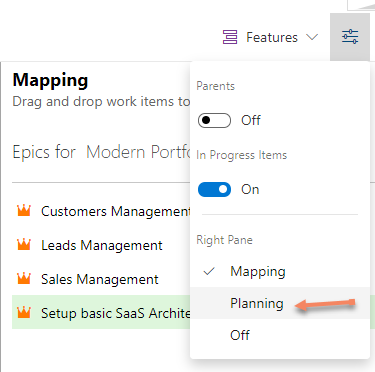 Features
Mapping
Drag and drop work items to
Parents
Off
Epics for Modern Portfo
In Progress Items
On
Customers Management
Leads Management
Sales Management
Setup basic SaaS Archite
Right Pane
Mapping
Planning
Off